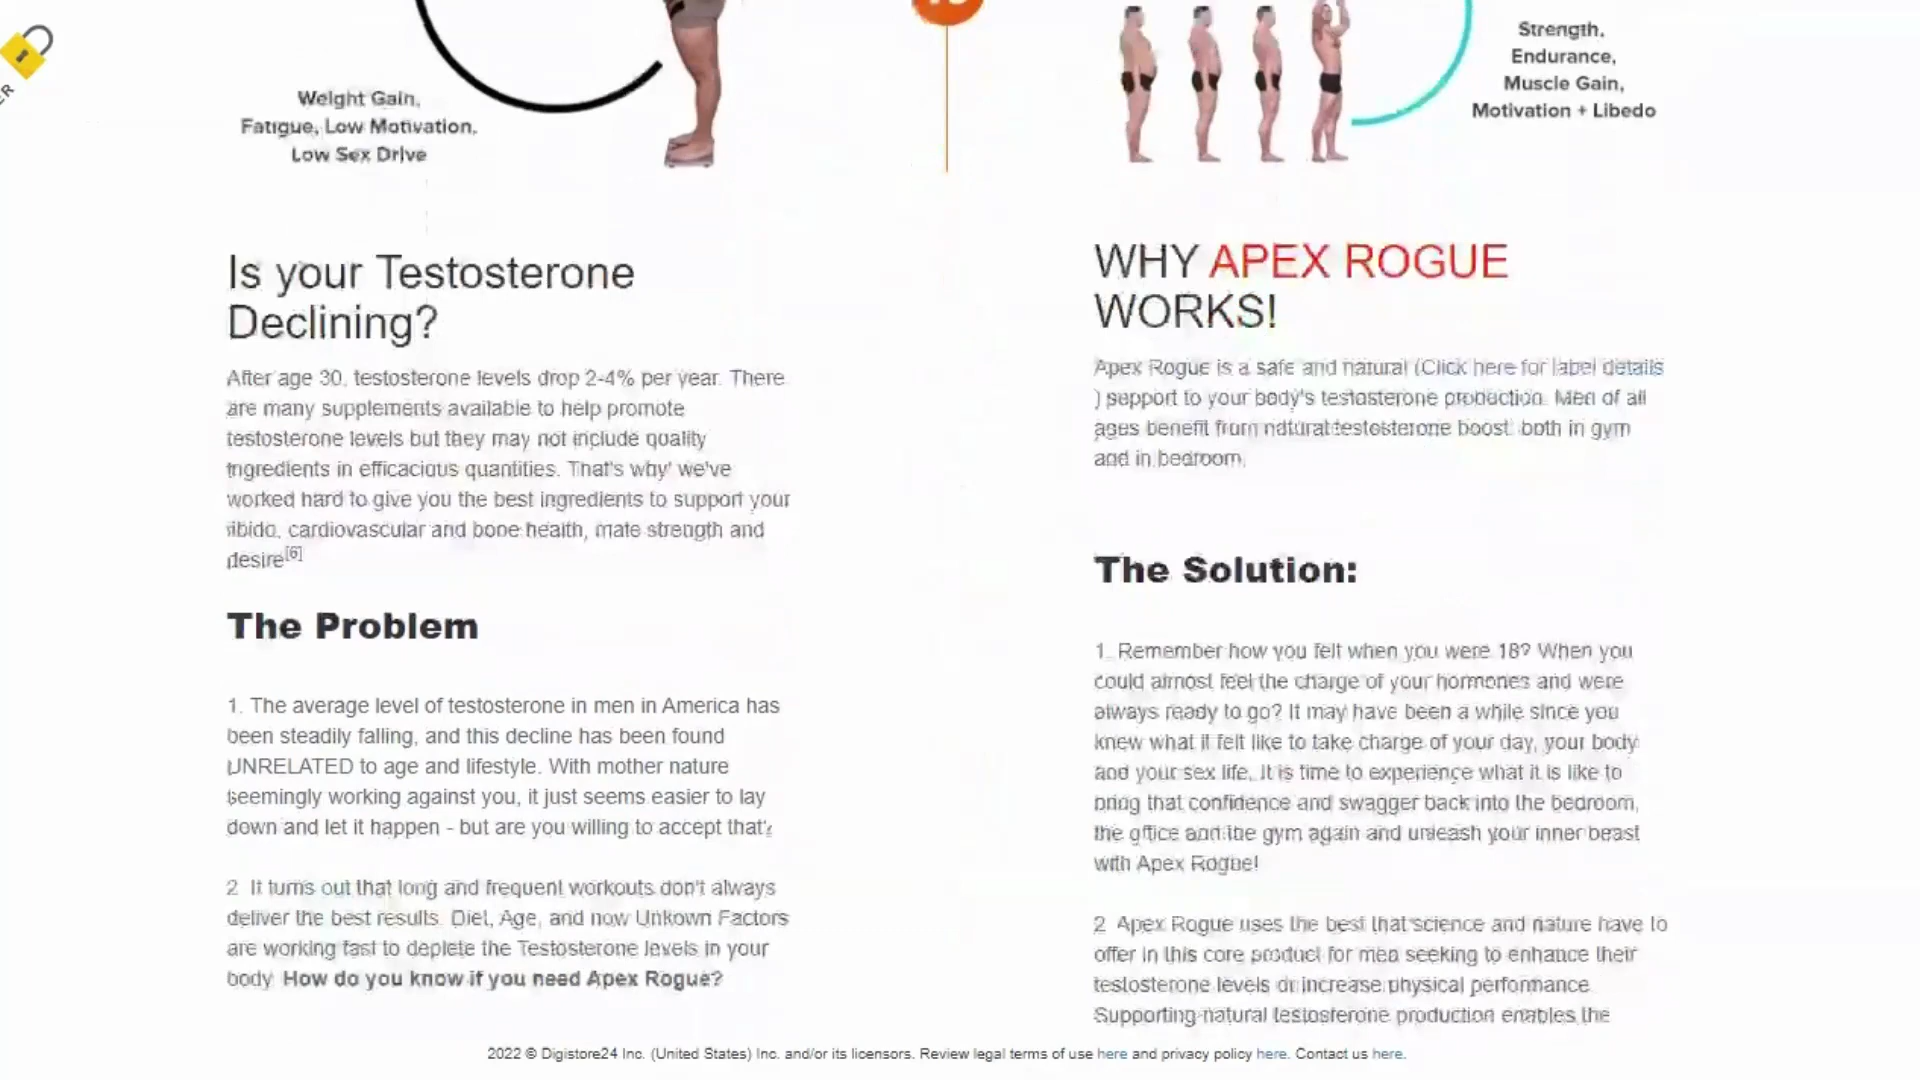 ER
Weight Gain,
Fatigue, Low Motivation,
Low Sex Drive
Strength,
Endurance,
Muscle Gain,
Motivation + Libedo
Is your Testosterone
Declining?
After age 30, testosterone levels drop 2-4% per year. There
are many supplements available to help promote
testosterone levels but they may not include quality
ingredients in efficacious quantities. That's why' we've
worked hard to give you the best ingredients to support your
libido, cardiovascular and bone health, mate strength and
desire[6]
The Problem
1. The average level of testosterone in men in America has
been steadily falling, and this decline has been found
UNRELATED to age and lifestyle. With mother nature
seemingly working against you, it just seems easier to lay
down and let it happen - but are you willing to accept that?
2. It turns out that long and frequent workouts don't always
deliver the best results. Diet, Age, and now Unkown Factors
are working fast to deplete the Testosterone levels in your
body. How do you know if you need Apex Rogue?
WHY APEX ROGUE
WORKS!
Apex Rogue is a safe and natural (Click here for label details
) support to your body's testosterone production. Men of all
ages benefit from natural testosterone boost, both in gym
and in bedroom.
The Solution:
1. Remember how you felt when you were 18? When you
could almost feel the charge of your hormones and were
always ready to go? It may have been a while since you
knew what it felt like to take charge of your day, your body
and your sex life. It is time to experience what it is like to
bring that confidence and swagger back into the bedroom,
the office and the gym again and unleash your inner beast
with Apex Rogue!
2. Apex Rogue uses the best that science and nature have to
offer in this core product for men seeking to enhance their
testosterone levels or increase physical performance.
Supporting natural testosterone production enables the
2022 © Digistore24 Inc. (United States) Inc. and/or its licensors. Review legal terms of use here and privacy policy here. Contact us here.